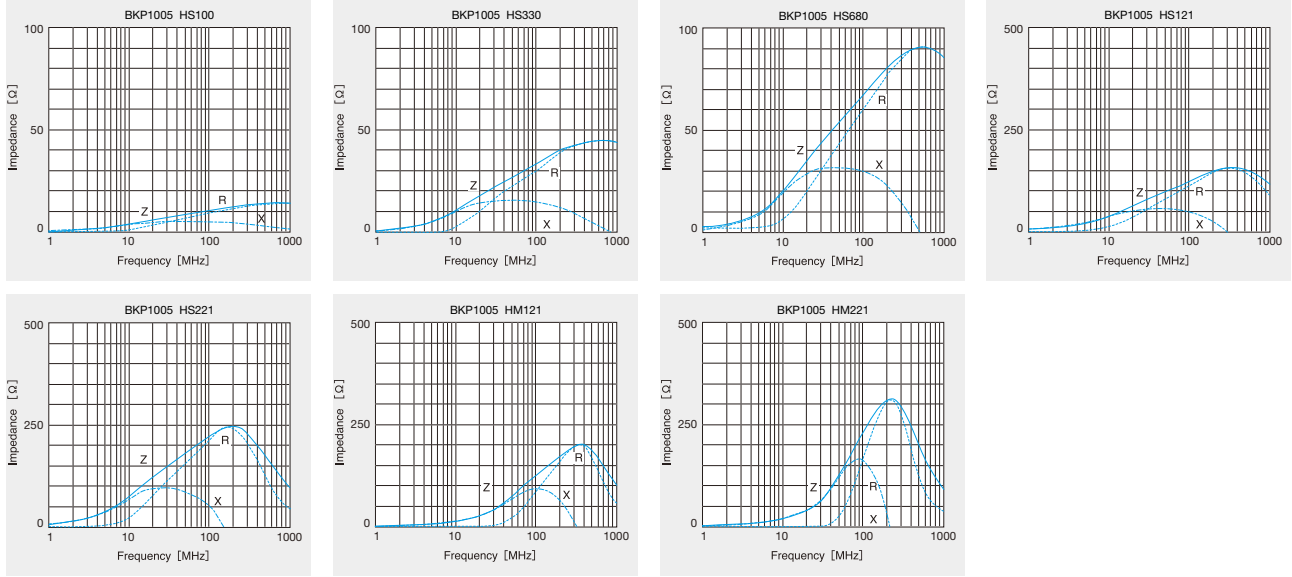 BKP1005 HS100
100
50
0
Impedance [Ω]
Z
R
X
1
10
100
1000
Frequency [MHz]
BKP1005 HS330
100
50
0
Impedance [Ω]
Z
R
X
1
10
100
1000
Frequency [MHz]
BKP1005 HS680
100
50
0
Impedance [Ω]
Z
R
X
1
10
100
1000
Frequency [MHz]
BKP1005 HS121
500
250
0
Impedance [Ω]
Z
R
X
1
10
100
1000
Frequency [MHz]
BKP1005 HS221
500
250
0
Impedance [Ω]
Z
R
X
1
10
100
1000
Frequency [MHz]
BKP1005 HM121
500
250
0
Impedance [Ω]
Z
R
X
1
10
100
1000
Frequency [MHz]
BKP1005 HM221
500
250
0
Impedance [Ω]
Z
R
X
1
10
100
1000
Frequency [MHz]